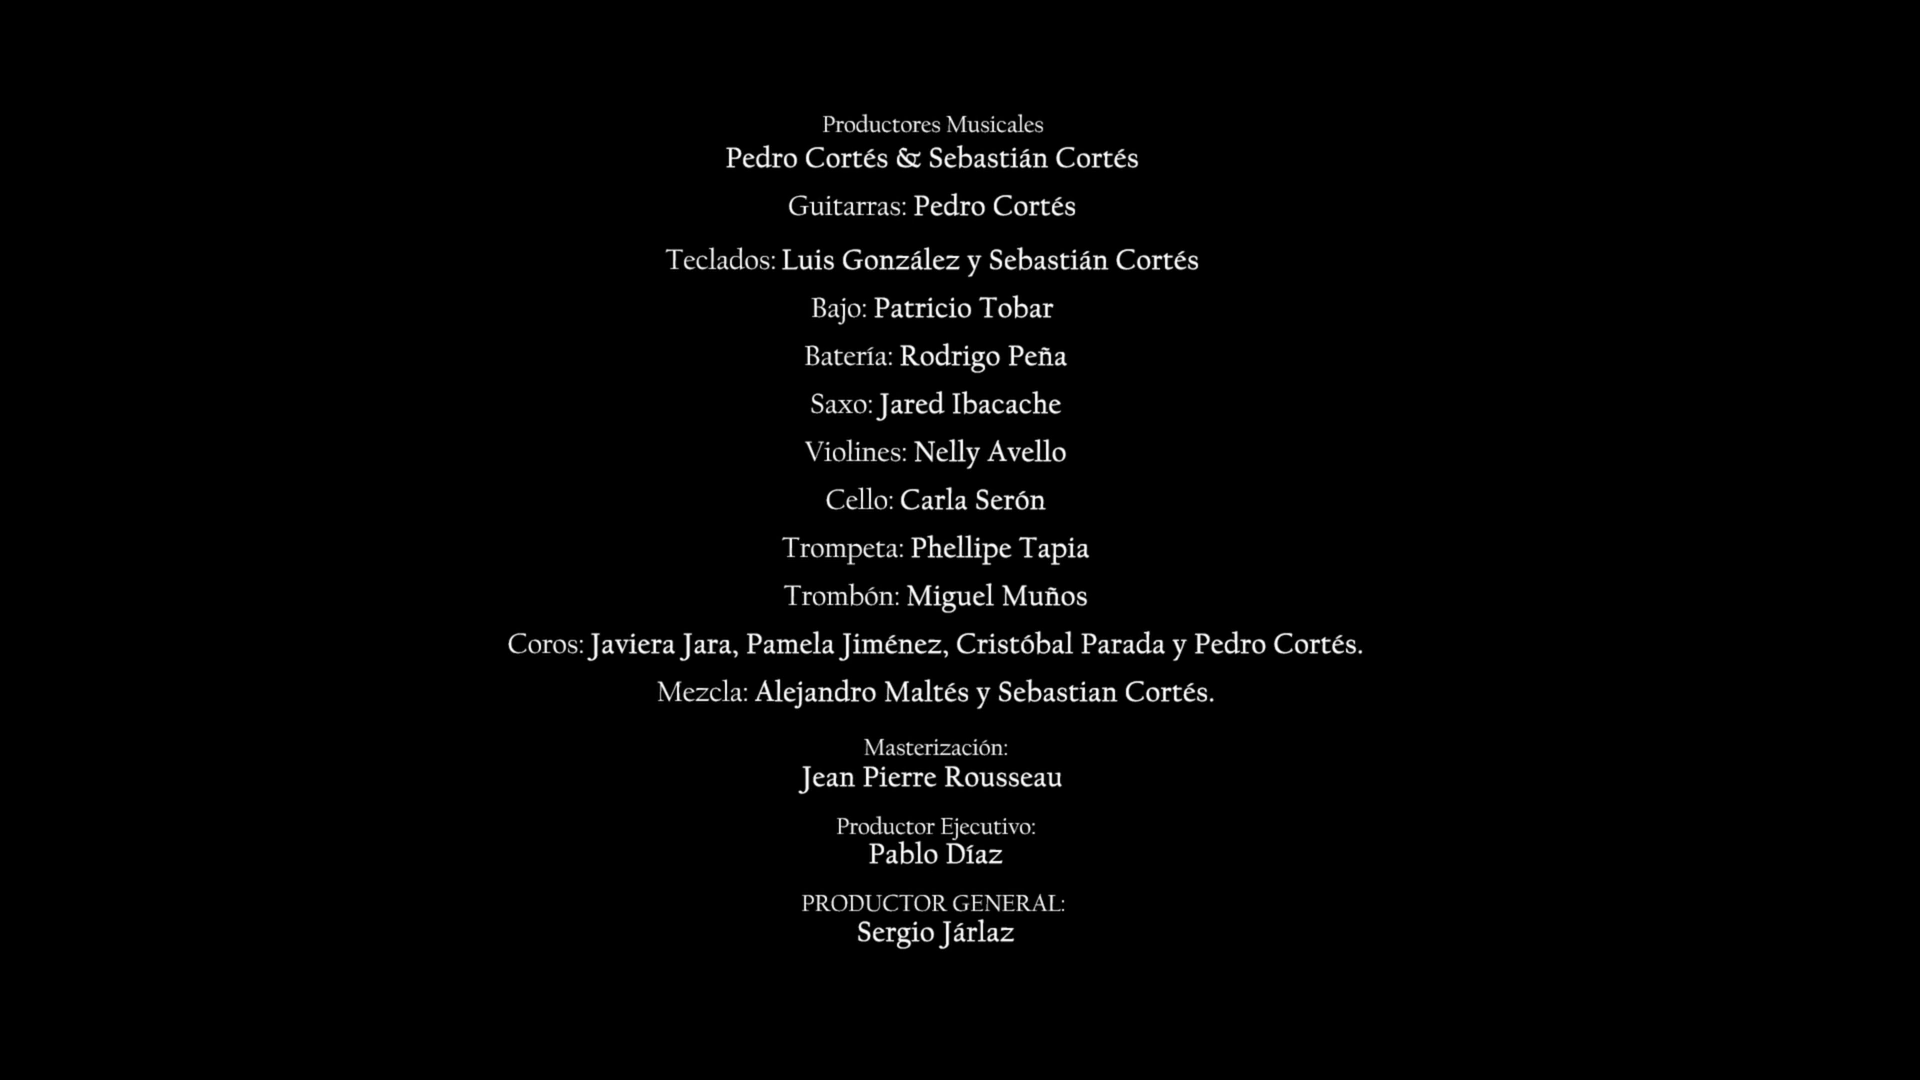 Productores Musicales
Pedro Cortés & Sebastián Cortés
Guitarras: Pedro Cortés
Teclados: Luis González y Sebastián Cortés
Bajo: Patricio Tobar
Batería: Rodrigo Peña
Saxo: Jared Ibacache
Violines: Nelly Avello
Cello: Carla Serón
Trompeta: Phellipe Tapia
Trombón: Miguel Muños
Coros: Javiera Jara, Pamela Jiménez, Cristóbal Parada y Pedro Cortés.
Mezcla: Alejandro Maltés y Sebastian Cortés.
Masterización:
Jean Pierre Rousseau
Productor Ejecutivo:
Pablo Díaz
PRODUCTOR GENERAL:
Sergio Járlaz